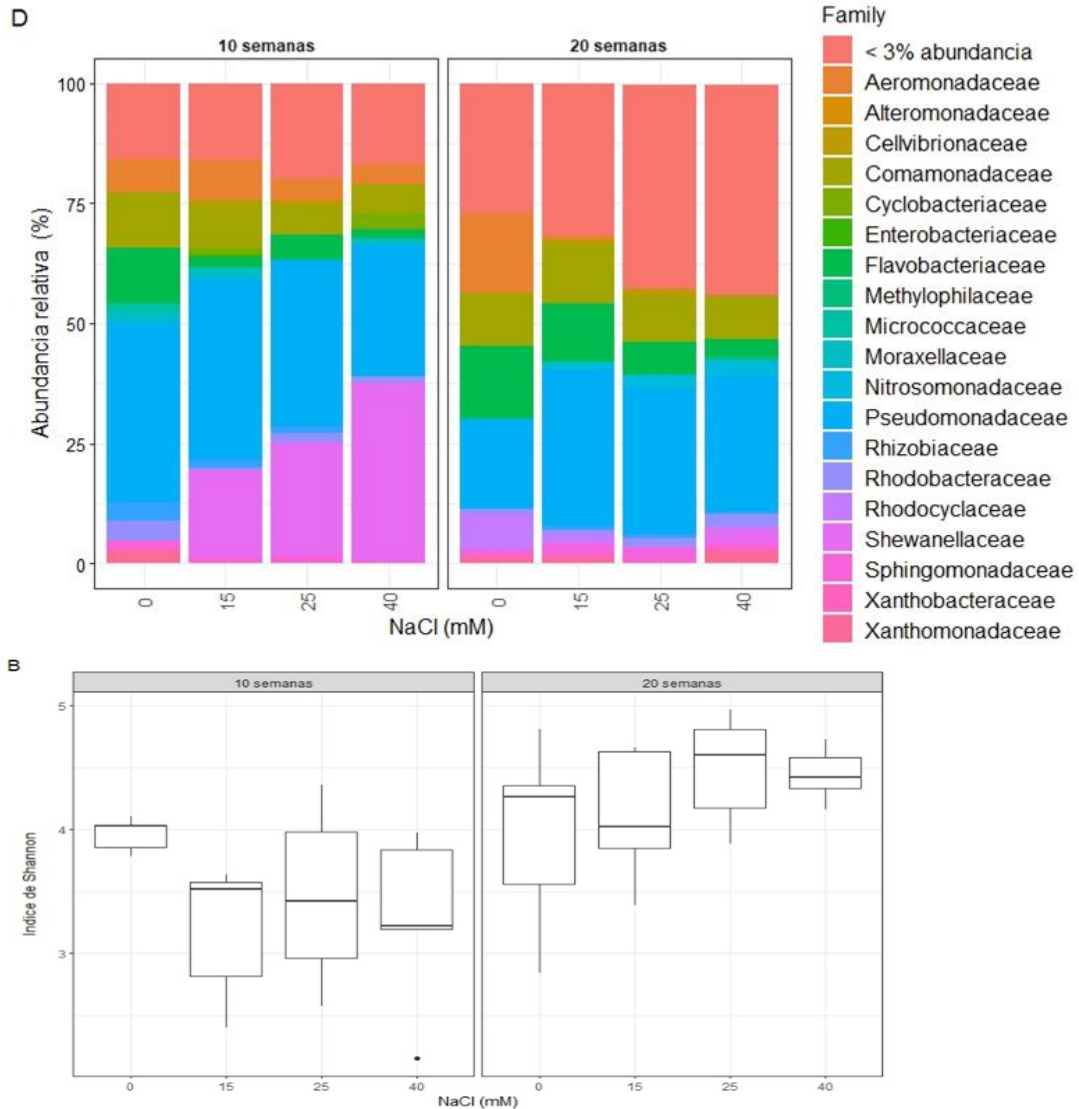 D
10 semanas
20 semanas
Abundancia relativa (%)
100
75
50
25
0
0
15
25
40
0
15
25
40
NaCl (mM)
Family
< 3% abundancia
Aeromonadaceae
Alteromonadaceae
Cellvibrionaceae
Comamonadaceae
Cyclobacteriaceae
Enterobacteriaceae
Flavobacteriaceae
Methylophilaceae
Micrococcaceae
Moraxellaceae
Nitrosomonadaceae
Pseudomonadaceae
Rhizobiaceae
Rhodobacteraceae
Rhodocyclaceae
Shewanellaceae
Sphingomonadaceae
Xanthobacteraceae
Xanthomonadaceae
B
10 semanas
20 semanas
Indice de Shannon
5
4
3
0
15
25
40
0
15
25
40
NaCl (mM)